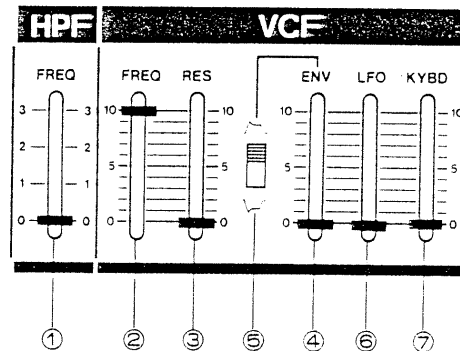 HPF VCF
FREQ FREQ RES ENV LFO KYBD
3 3 10 10 10 10
2 2
5 5 5 5
1 1
0 0 0 0 0 0
① ② ③ ⑤ ④ ⑥ ⑦